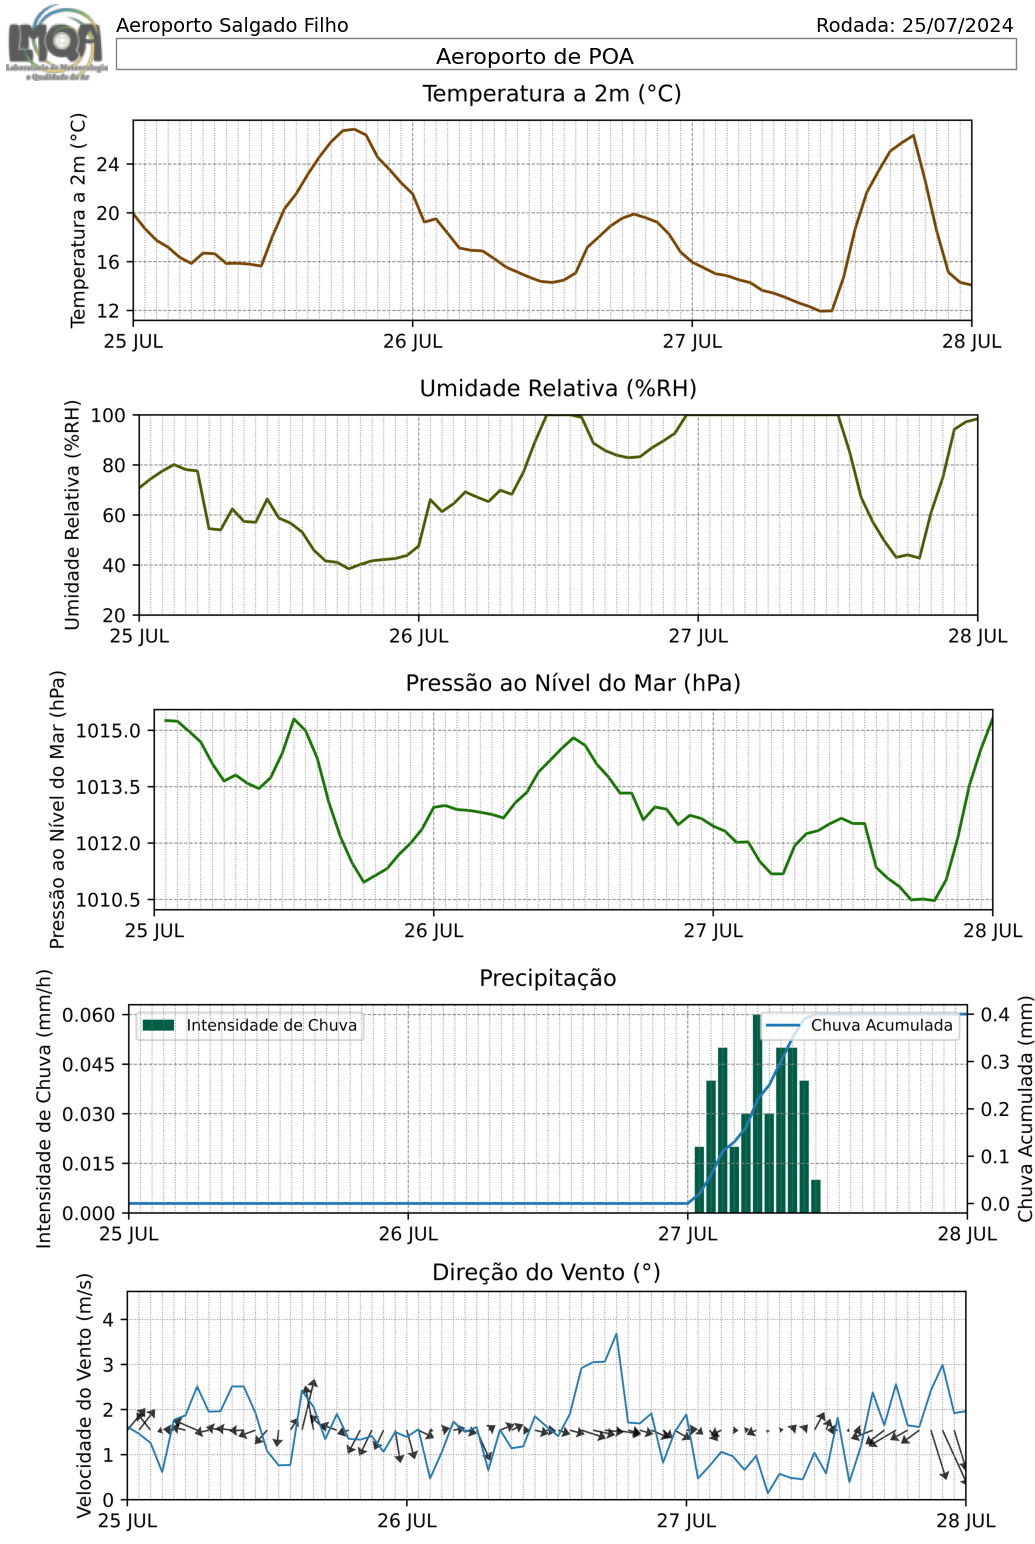 LMQA
Laboratório de Meteorologia
e Qualidade do Ar
Aeroporto Salgado Filho
Rodada: 25/07/2024
Aeroporto de POA
Temperatura a 2m (°C)
Temperatura a 2m (°C)
24
20
16
12
25 JUL
26 JUL
27 JUL
28 JUL
Umidade Relativa (%RH)
Umidade Relativa (%RH)
100
80
60
40
20
25 JUL
26 JUL
27 JUL
28 JUL
Pressão ao Nível do Mar (hPa)
Pressão ao Nível do Mar (hPa)
1015.0
1013.5
1012.0
1010.5
25 JUL
26 JUL
27 JUL
28 JUL
Precipitação
Intensidade de Chuva (mm/h)
0.060
0.045
0.030
0.015
0.000
Intensidade de Chuva
Chuva Acumulada
0.4
0.3
0.2
0.1
0.0
Chuva Acumulada (mm)
25 JUL
26 JUL
27 JUL
28 JUL
Direção do Vento (°)
Velocidade do Vento (m/s)
4
3
2
1
0
25 JUL
26 JUL
27 JUL
28 JUL